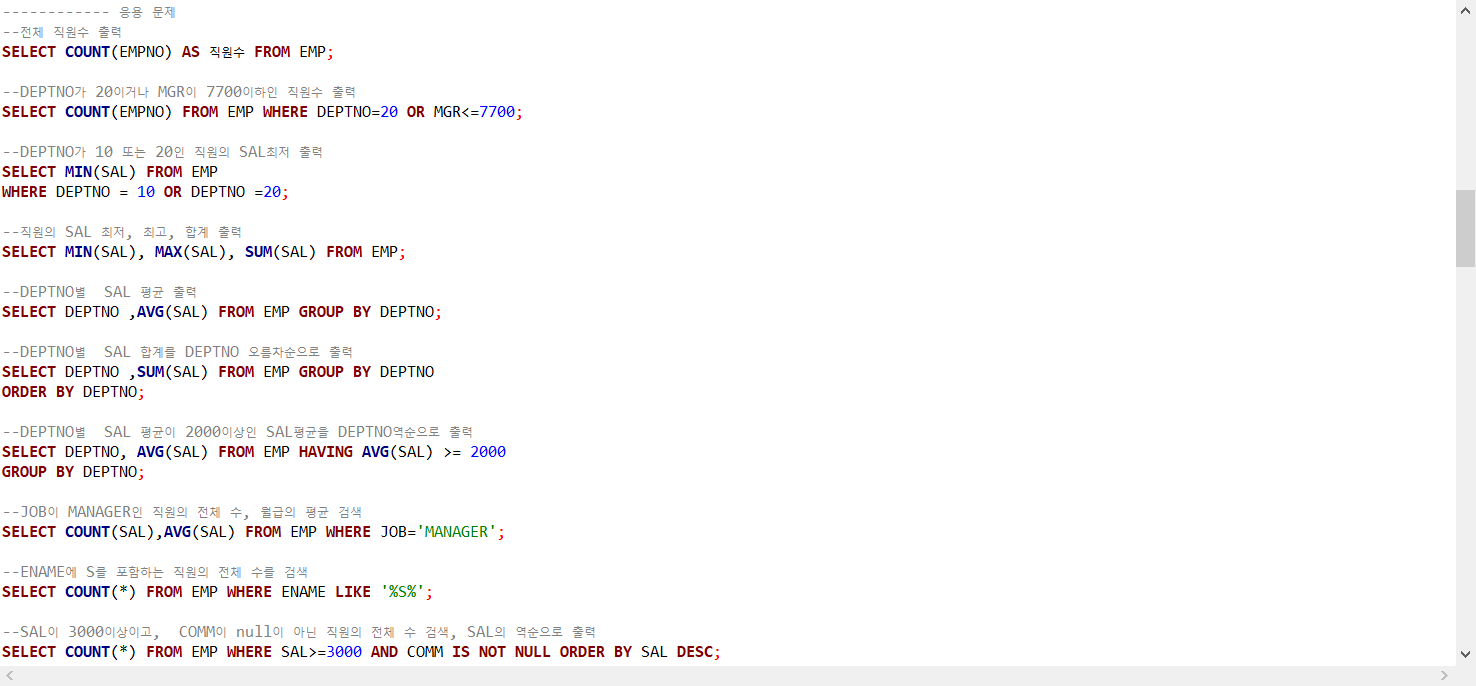 ------------ 응용 문제
--전체 직원수 출력
SELECT COUNT(EMPNO) AS 직원수 FROM EMP;
--DEPTNO가 20이거나 MGR이 7700이하인 직원수 출력
SELECT COUNT(EMPNO) FROM EMP WHERE DEPTNO=20 OR MGR<=7700;
--DEPTNO가 10 또는 20인 직원의 SAL최저 출력
SELECT MIN(SAL) FROM EMP
WHERE DEPTNO = 10 OR DEPTNO =20;
--직원의 SAL 최저, 최고, 합계 출력
SELECT MIN(SAL), MAX(SAL), SUM(SAL) FROM EMP;
--DEPTNO별  SAL 평균 출력
SELECT DEPTNO ,AVG(SAL) FROM EMP GROUP BY DEPTNO;
--DEPTNO별  SAL 합계를 DEPTNO 오름차순으로 출력
SELECT DEPTNO ,SUM(SAL) FROM EMP GROUP BY DEPTNO
ORDER BY DEPTNO;
--DEPTNO별  SAL 평균이 2000이상인 SAL평균을 DEPTNO역순으로 출력
SELECT DEPTNO, AVG(SAL) FROM EMP HAVING AVG(SAL) >= 2000
GROUP BY DEPTNO;
--JOB이 MANAGER인 직원의 전체 수, 월급의 평균 검색
SELECT COUNT(SAL),AVG(SAL) FROM EMP WHERE JOB='MANAGER';
--ENAME에 S를 포함하는 직원의 전체 수를 검색
SELECT COUNT(*) FROM EMP WHERE ENAME LIKE '%S%';
--SAL이 3000이상이고,  COMM이 null이 아닌 직원의 전체 수 검색, SAL의 역순으로 출력
SELECT COUNT(*) FROM EMP WHERE SAL>=3000 AND COMM IS NOT NULL ORDER BY SAL DESC;